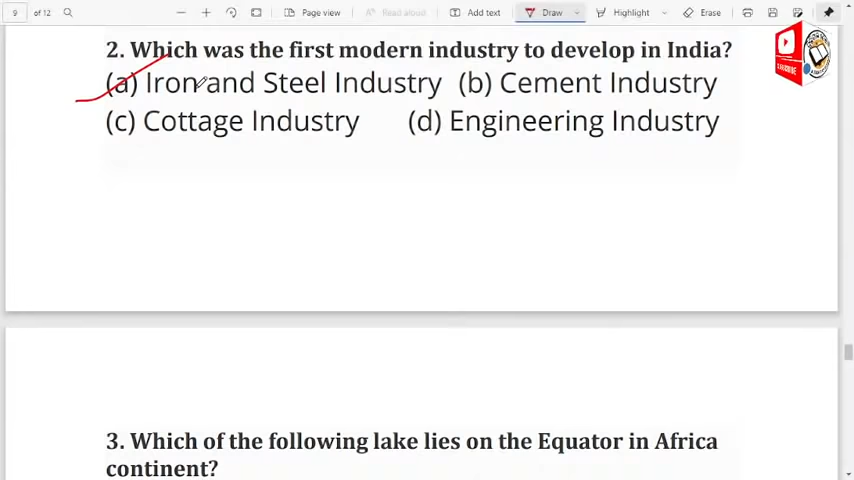 9 of 12 Page view Read aloud Add text Draw Highlight Erase
2. Which was the first modern industry to develop in India?
(a) Iron and Steel Industry (b) Cement Industry
(c) Cottage Industry (d) Engineering Industry
SUBSCRIBE
3. Which of the following lake lies on the Equator in Africa
continent?